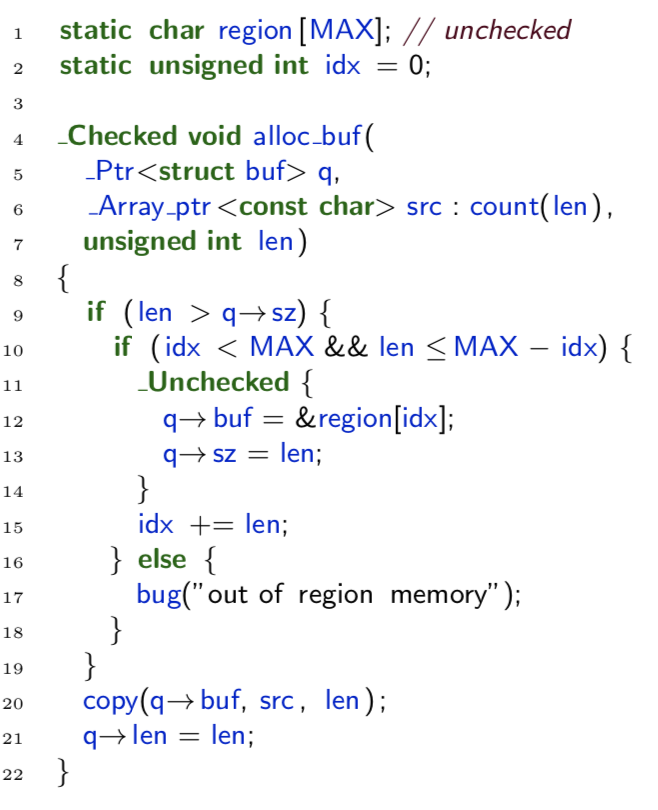 1 static char region[MAX]; // unchecked
2 static unsigned int idx = 0;
3
4 _Checked void alloc_buf(
5 _Ptr<struct buf> q,
6 _Array_ptr<const char> src : count(len),
7 unsigned int len)
8 {
9 if (len > q→sz) {
10 if (idx < MAX && len ≤ MAX − idx) {
11 _Unchecked {
12 q→buf = &region[idx];
13 q→sz = len;
14 }
15 idx += len;
16 } else {
17 bug("out of region memory");
18 }
19 }
20 copy(q→buf, src, len);
21 q→len = len;
22 }